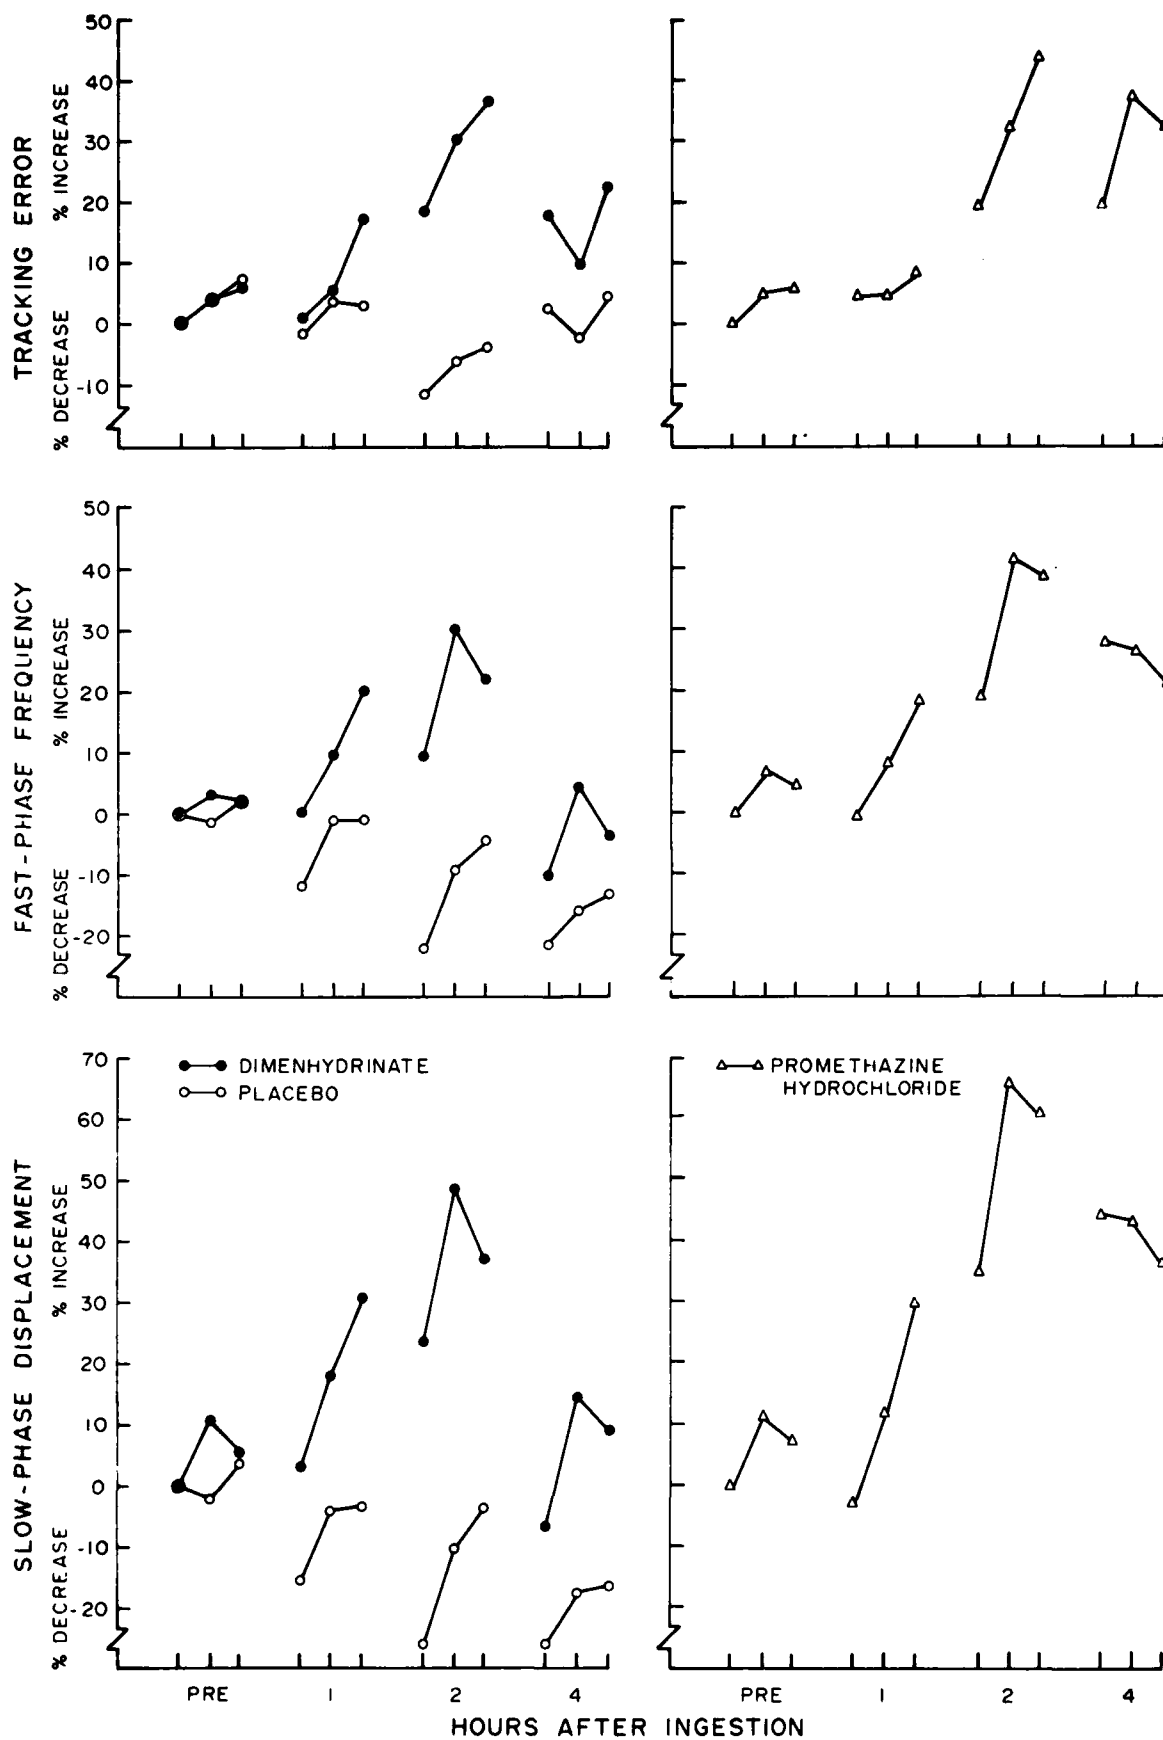 TRACKING ERROR
% DECREASE % INCREASE
50
40
30
20
10
0
-10
FAST-PHASE FREQUENCY
% DECREASE % INCREASE
50
40
30
20
10
0
-10
-20
SLOW-PHASE DISPLACEMENT
% DECREASE % INCREASE
70
60
50
40
30
20
10
0
-10
-20
DIMENHYDRINATE
PLACEBO
PROMETHAZINE
HYDROCHLORIDE
PRE 1 2 4 PRE 1 2 4
HOURS AFTER INGESTION